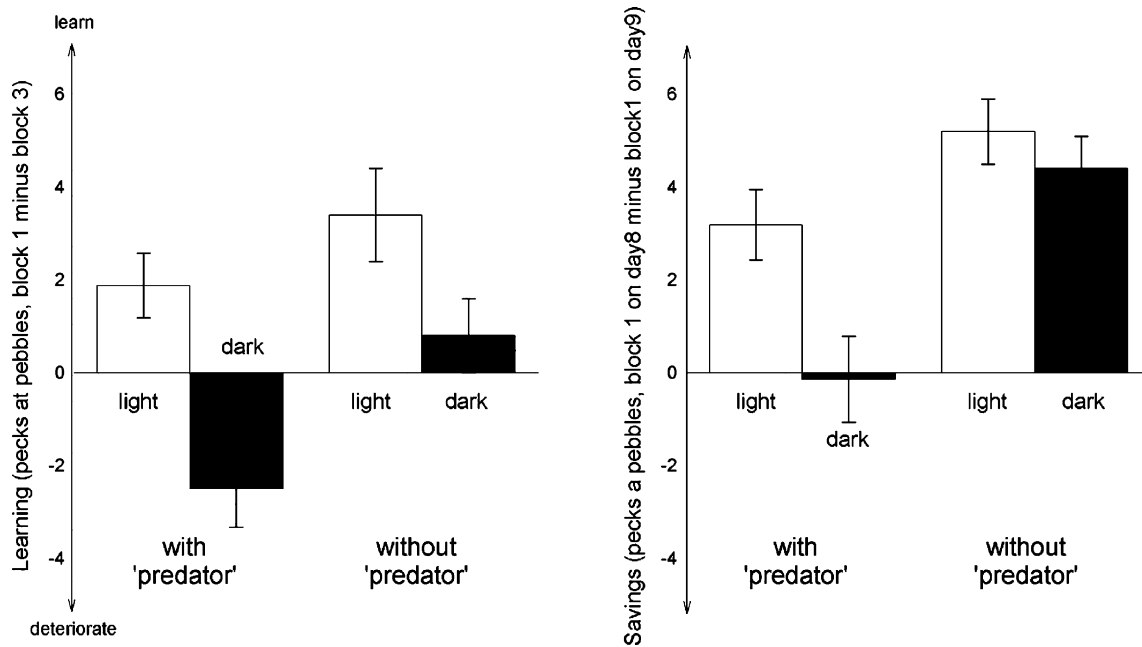 learn
Learning (pecks at pebbles, block 1 minus block 3)
6
4
2
0
-2
-4
light
dark
light
dark
with
'predator'
without
'predator'
deteriorate
Savings (pecks a pebbles, block 1 on day8 minus block1 on day9)
6
4
2
0
-2
-4
light
dark
light
dark
with
'predator'
without
'predator'